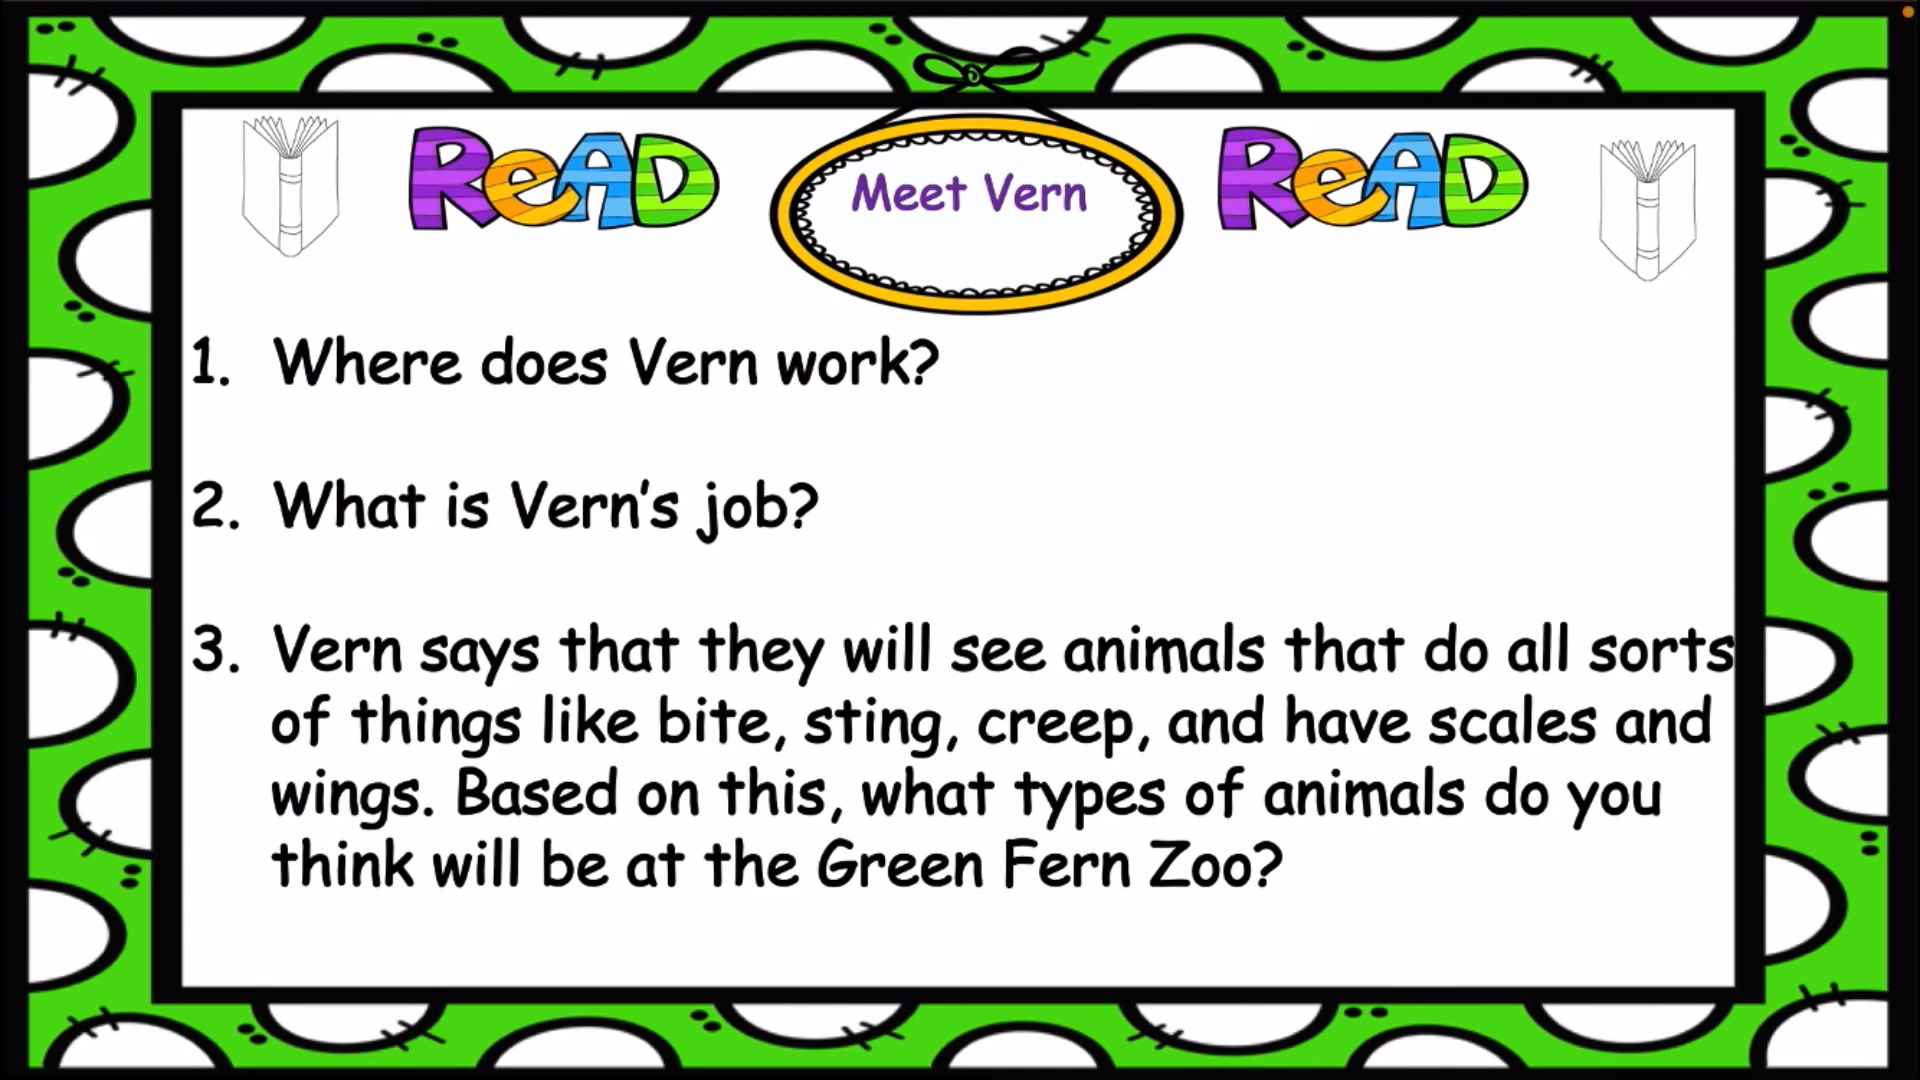 ReAD
Meet Vern
ReAD
1. Where does Vern work?
2. What is Vern's job?
3. Vern says that they will see animals that do all sorts
of things like bite, sting, creep, and have scales and
wings. Based on this, what types of animals do you
think will be at the Green Fern Zoo?